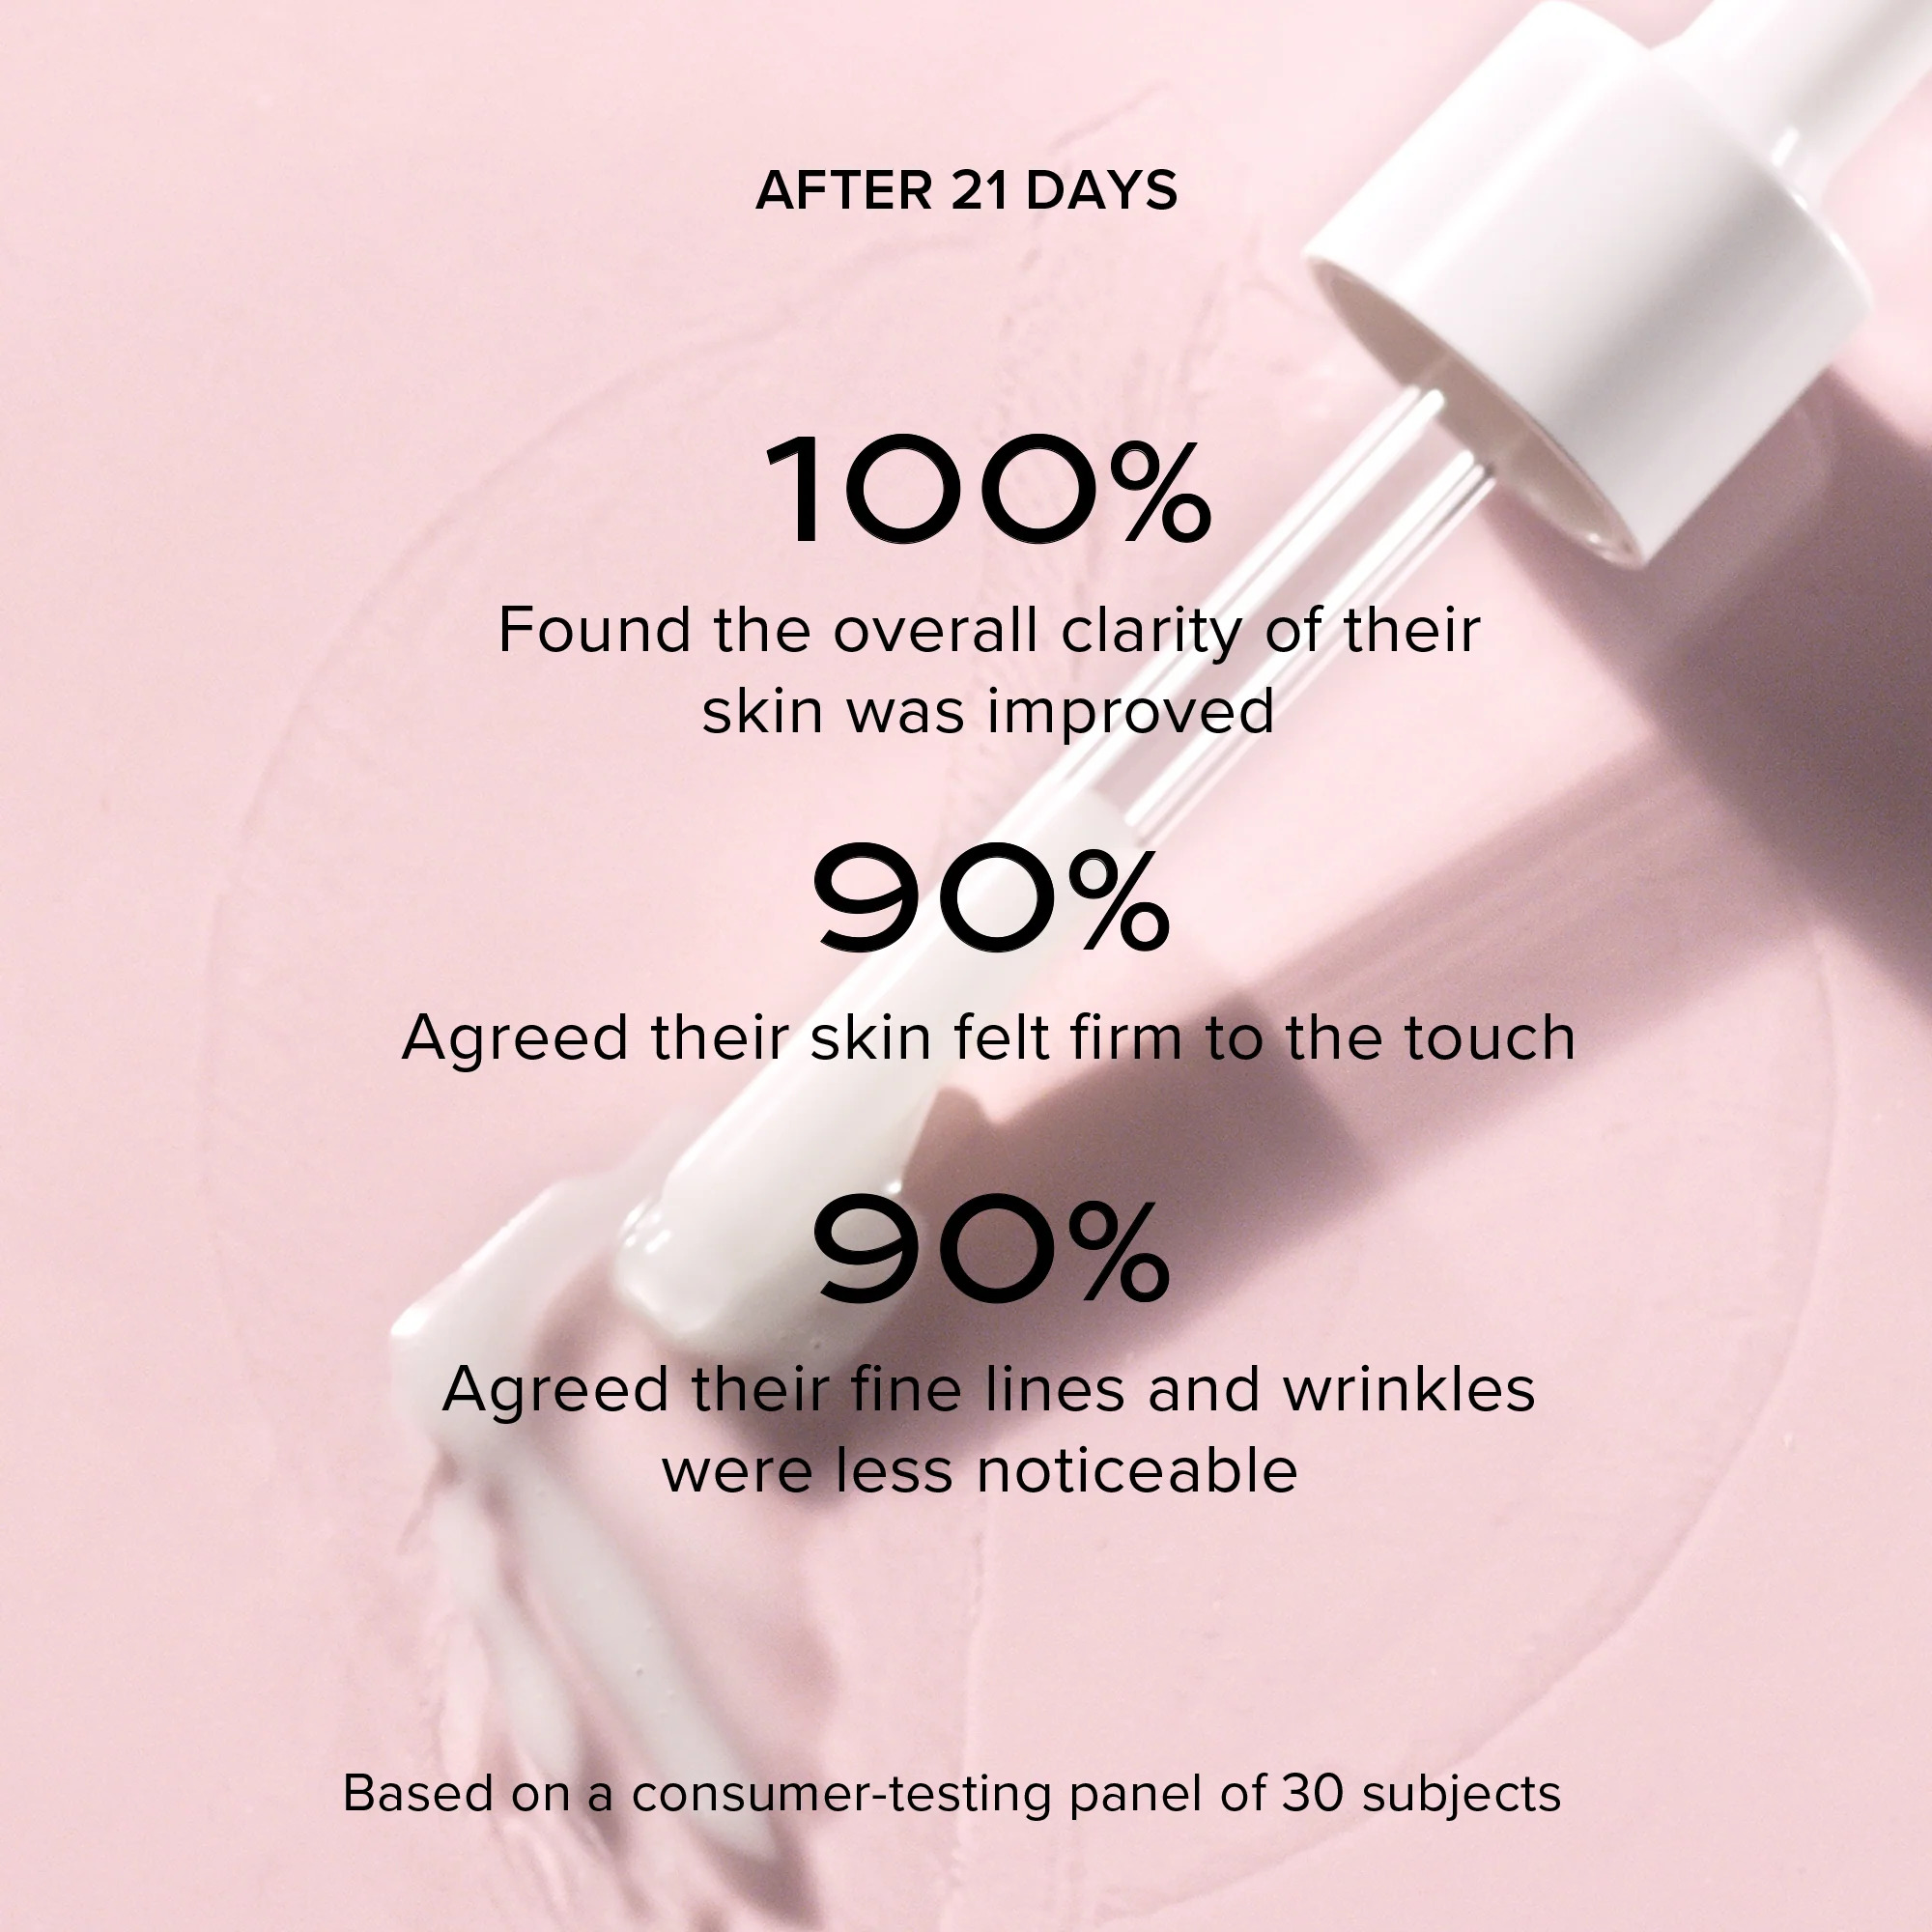 AFTER 21 DAYS
100%
Found the overall clarity of their
skin was improved
90%
Agreed their skin felt firm to the touch
90%
Agreed their fine lines and wrinkles
were less noticeable
Based on a consumer-testing panel of 30 subjects